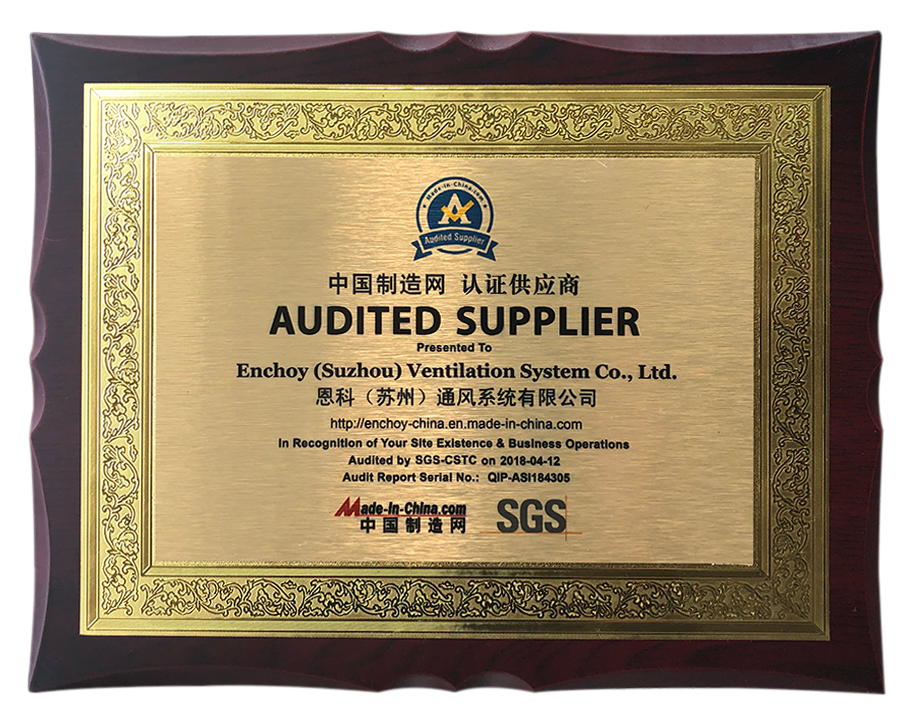 Made-in-China.com
Audited Supplier
中国制造网 认证供应商
AUDITED SUPPLIER
Presented To
Enchoy (Suzhou) Ventilation System Co., Ltd.
恩科（苏州）通风系统有限公司
http://enchoy-china.en.made-in-china.com
In Recognition of Your Site Existence & Business Operations
Audited by SGS-CSTC on 2018-04-12
Audit Report Serial No.: QIP-ASI184305
Made-in-China.com
中国制造网
SGS